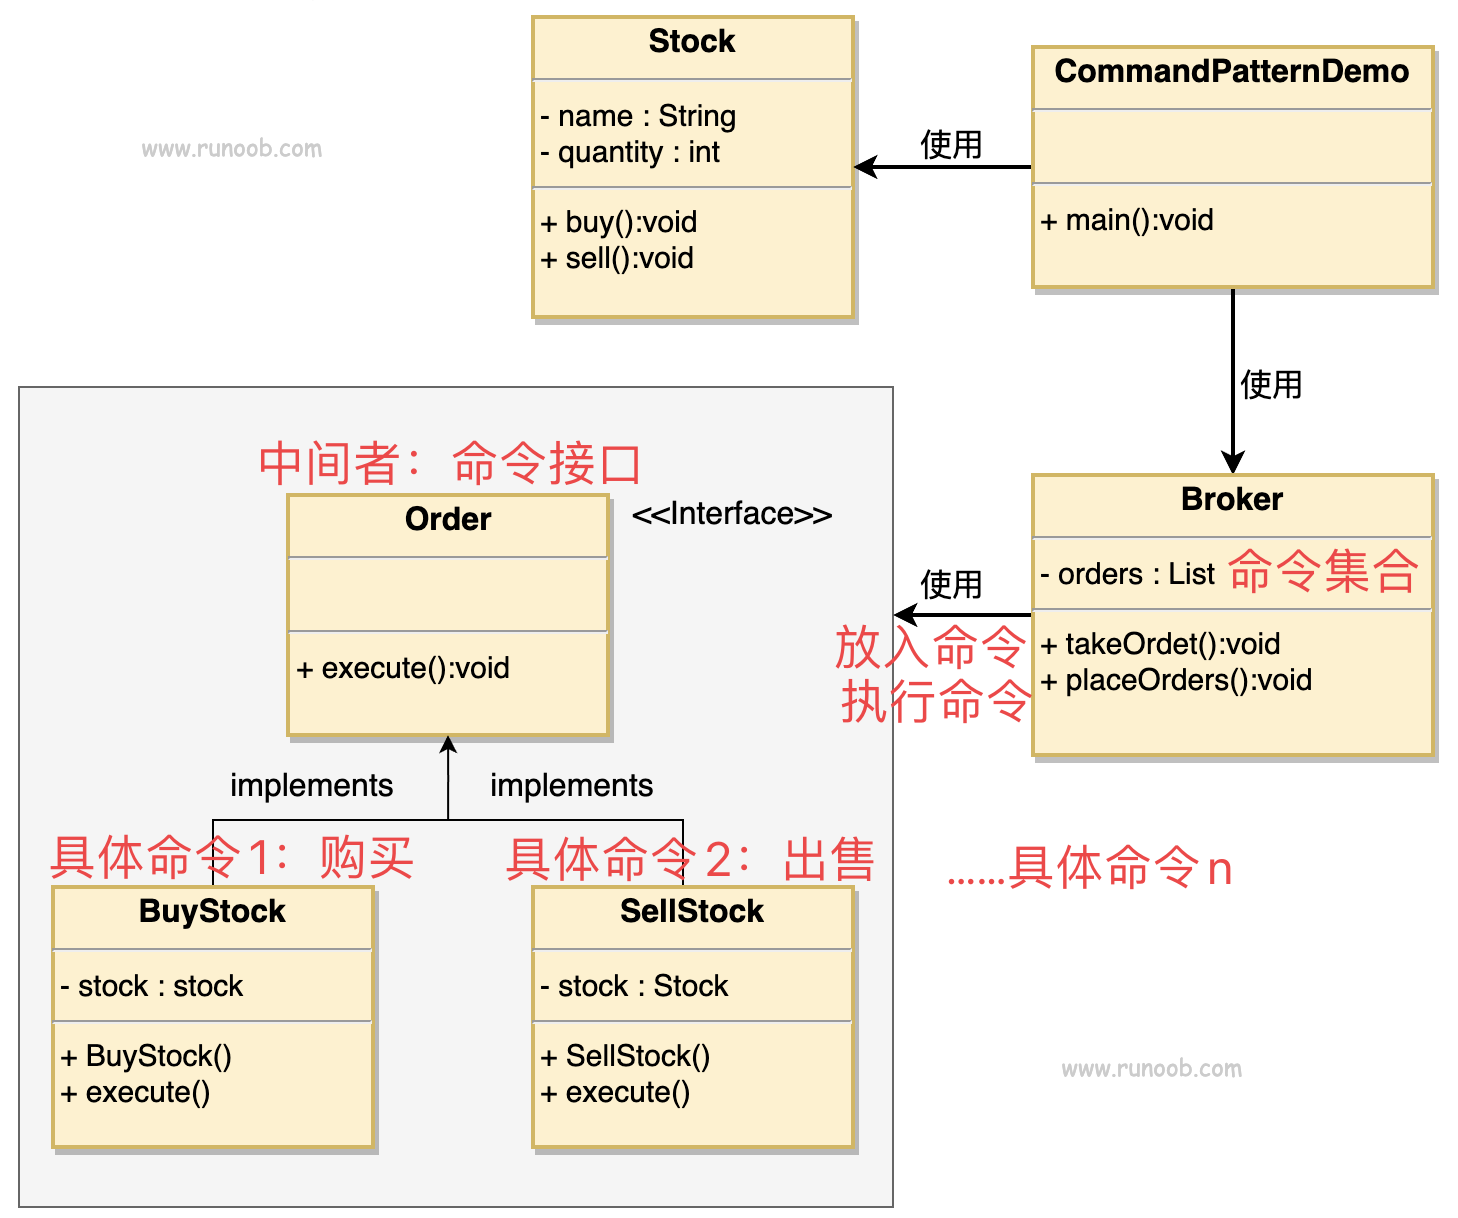 Stock
- name : String
- quantity : int
+ buy():void
+ sell():void
CommandPatternDemo
+ main():void
使用
www.runoob.com
使用
中间者：命令接口
Order
<<Interface>>
+ execute():void
Broker
- orders : List 命令集合
+ takeOrdet():void
+ placeOrders():void
使用
放入命令
执行命令
implements
implements
具体命令1：购买
具体命令2：出售
……具体命令n
BuyStock
- stock : stock
+ BuyStock()
+ execute()
SellStock
- stock : Stock
+ SellStock()
+ execute()
www.runoob.com